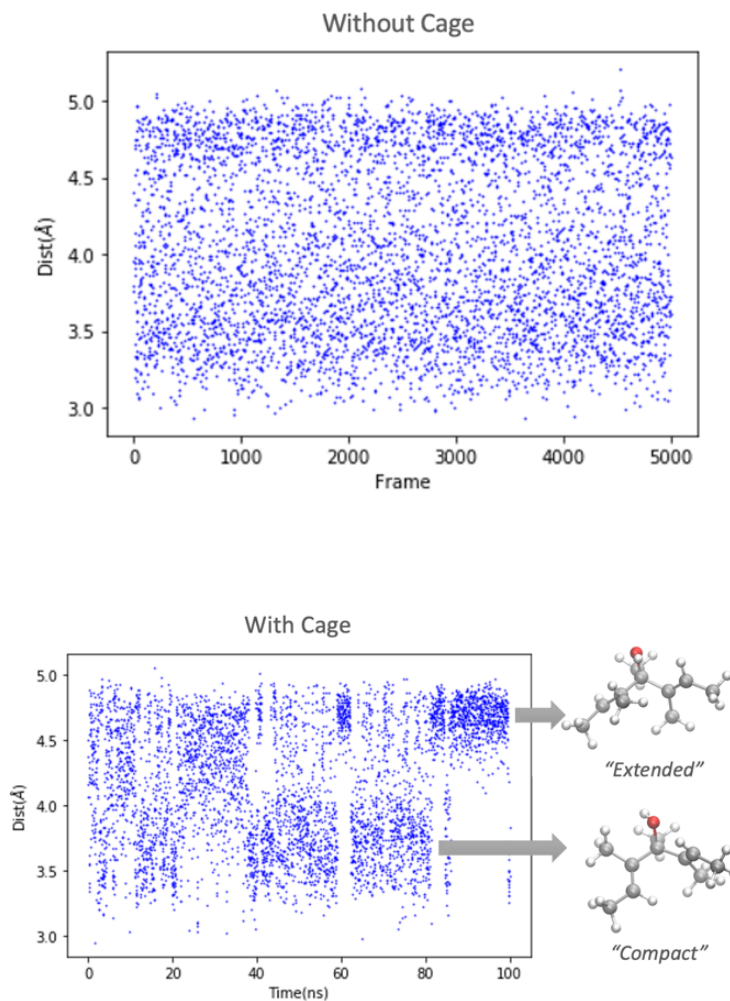 Without Cage
5.0
4.5
4.0
3.5
3.0
Dist(Å)
0 1000 2000 3000 4000 5000
Frame
With Cage
5.0
4.5
4.0
3.5
3.0
Dist(Å)
0 20 40 60 80 100
Time(ns)
“Extended”
“Compact”